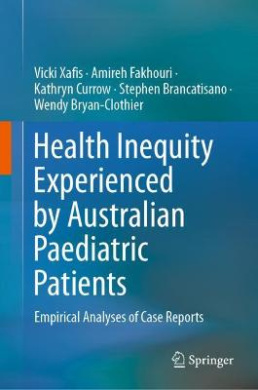 Vicki Xafis · Amireh Fakhouri ·
Kathryn Currow · Stephen Brancatisano ·
Wendy Bryan-Clothier
Health Inequity
Experienced
by Australian
Paediatric
Patients
Empirical Analyses of Case Reports
Springer